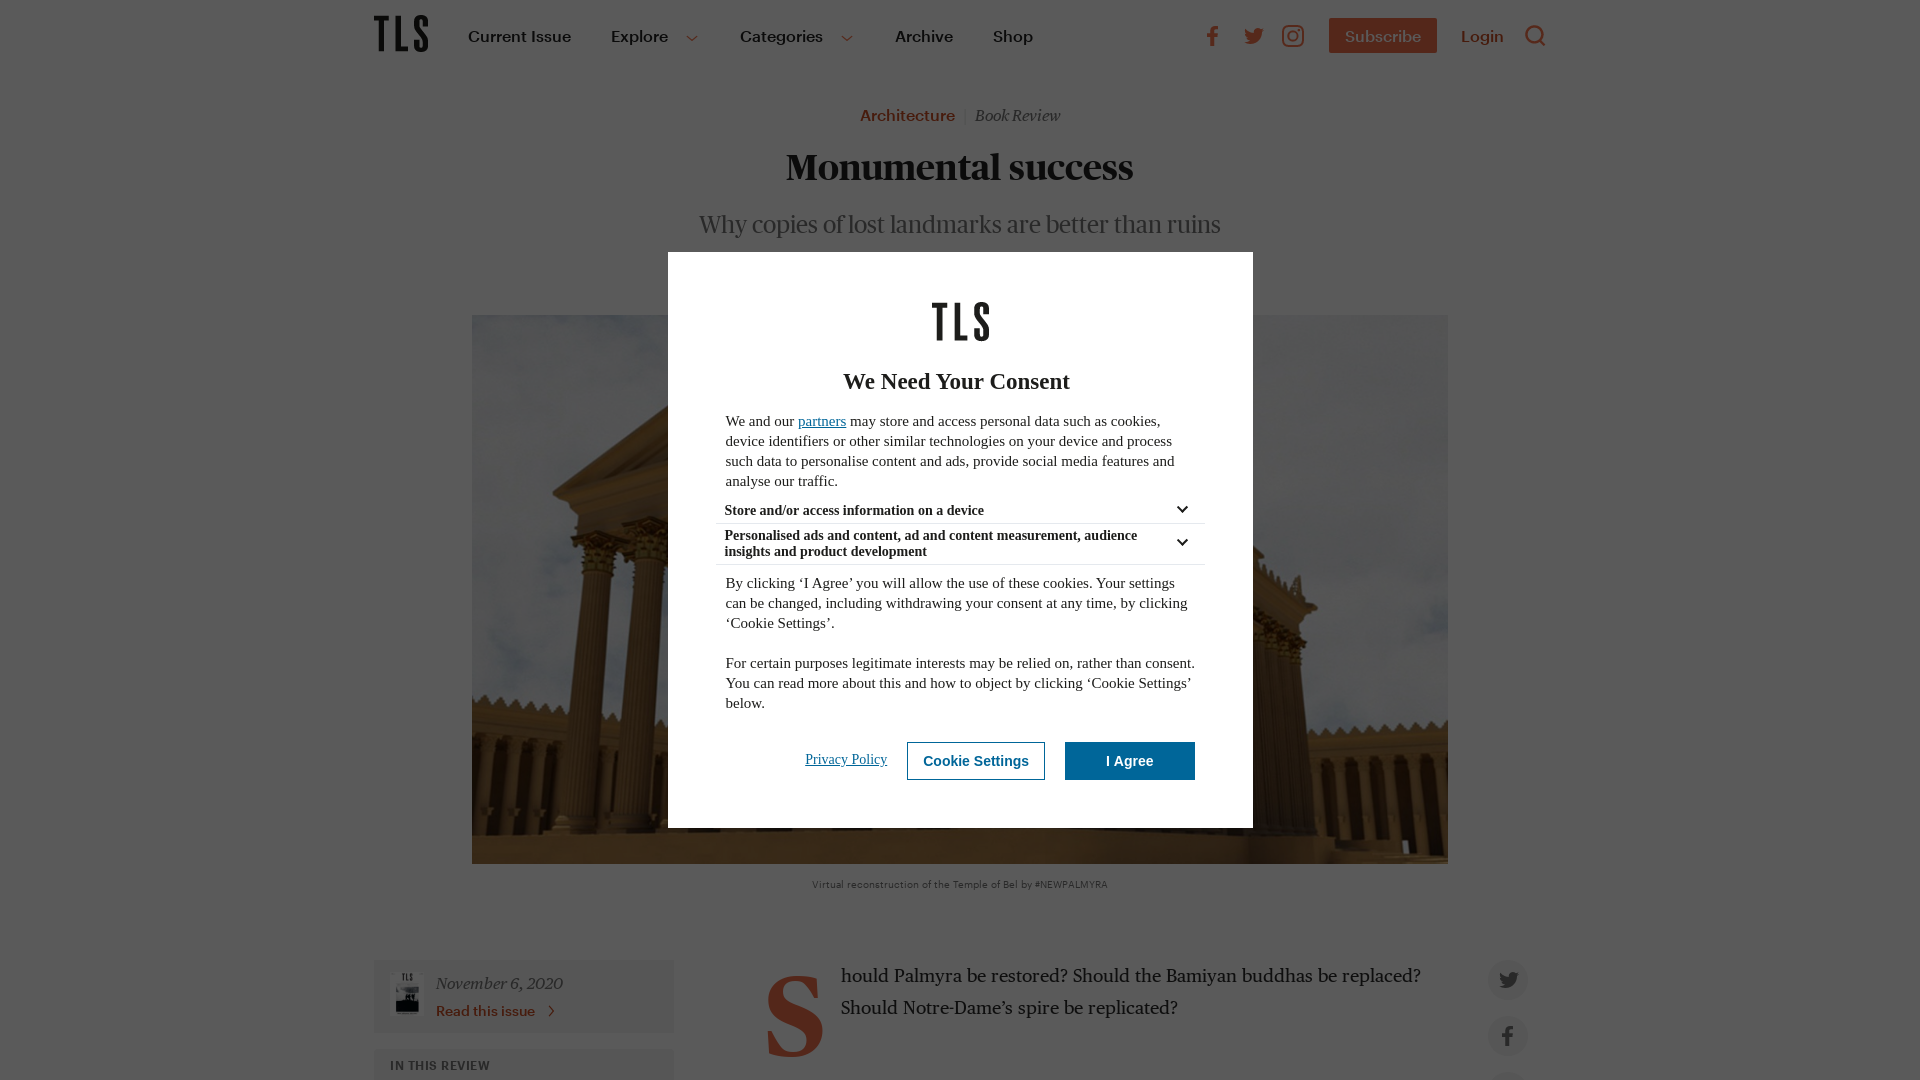 TLS
Current Issue
Explore
Categories
Archive
Shop
Subscribe
Login
Architecture
Book Review
Monumental success
Why copies of lost landmarks are better than ruins
TLS
We Need Your Consent
We and our partners may store and access personal data such as cookies,
device identifiers or other similar technologies on your device and process
such data to personalise content and ads, provide social media features and
analyse our traffic.
Store and/or access information on a device
Personalised ads and content, ad and content measurement, audience
insights and product development
By clicking ‘I Agree’ you will allow the use of these cookies. Your settings
can be changed, including withdrawing your consent at any time, by clicking
‘Cookie Settings’.
For certain purposes legitimate interests may be relied on, rather than consent.
You can read more about this and how to object by clicking ‘Cookie Settings’
below.
Privacy Policy
Cookie Settings
I Agree
Virtual reconstruction of the Temple of Bel by #NEWPALMYRA
TLS
November 6, 2020
Read this issue
IN THIS REVIEW
Should Palmyra be restored? Should the Bamiyan buddhas be replaced?
Should Notre-Dame’s spire be replicated?